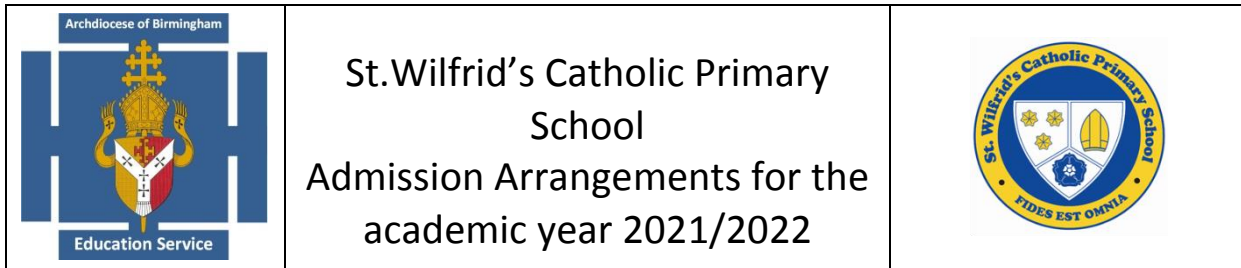 Archdiocese of Birmingham
Education Service
St.Wilfrid’s Catholic Primary
School
Admission Arrangements for the
academic year 2021/2022
St. Wilfrid's Catholic Primary School
FIDES EST OMNIA